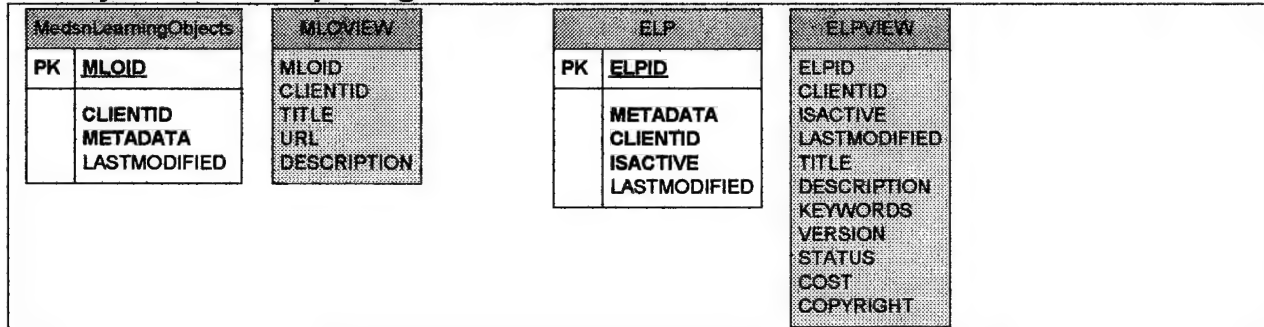 MedsnLearningObjects
PK MLOID
CLIENTID
METADATA
LASTMODIFIED
MLOVIEW
MLOID
CLIENTID
TITLE
URL
DESCRIPTION
ELP
PK ELPID
METADATA
CLIENTID
ISACTIVE
LASTMODIFIED
ELPVIEW
ELPID
CLIENTID
ISACTIVE
LASTMODIFIED
TITLE
DESCRIPTION
KEYWORDS
VERSION
STATUS
COST
COPYRIGHT